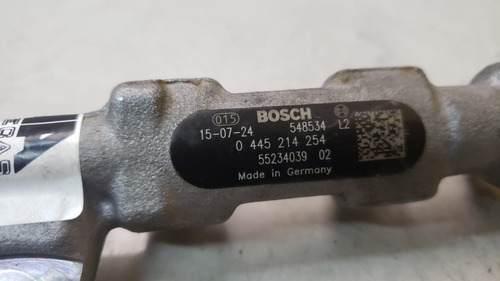 015 BOSCH
15-07-24 548534 L2
0 445 214 254
55234039 02
Made in Germany